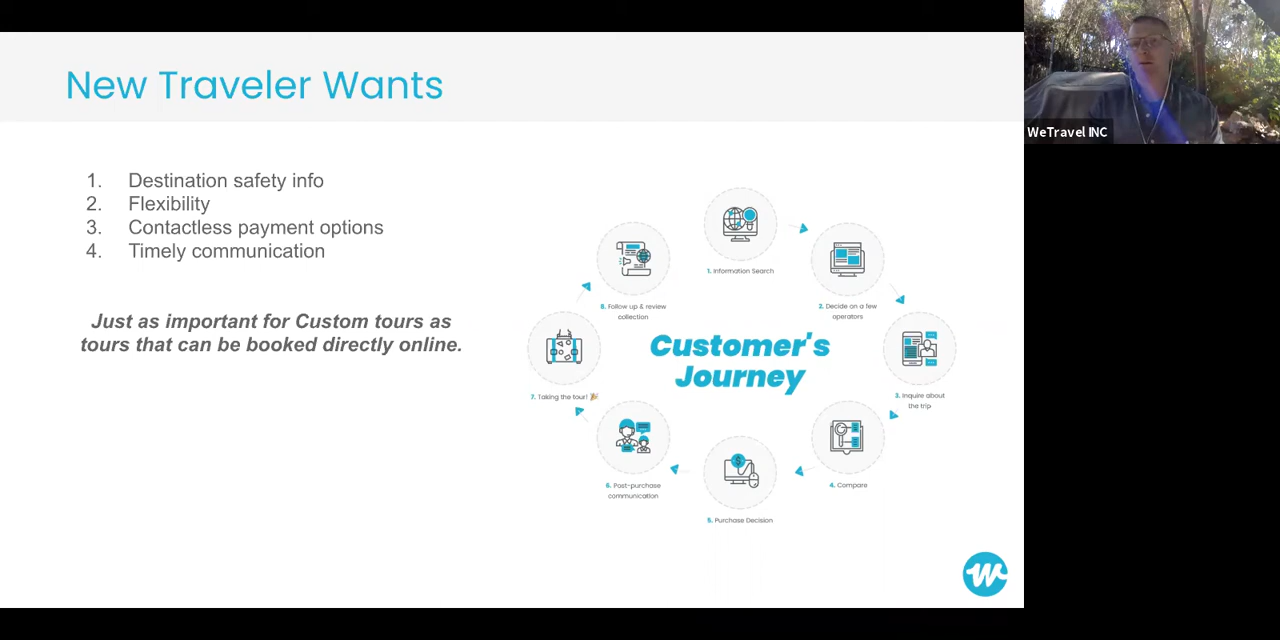 New Traveler Wants
WeTravel INC
1. Destination safety info
2. Flexibility
3. Contactless payment options
4. Timely communication
Just as important for Custom tours as
tours that can be booked directly online.
Customer's
Journey
1. Information Search
2. Decide on a few
operators
3. Inquire about
the trip
4. Compare
5. Purchase Decision
6. Post-purchase
communication
7. Taking the tour! 🎉
8. Follow up & review
collection